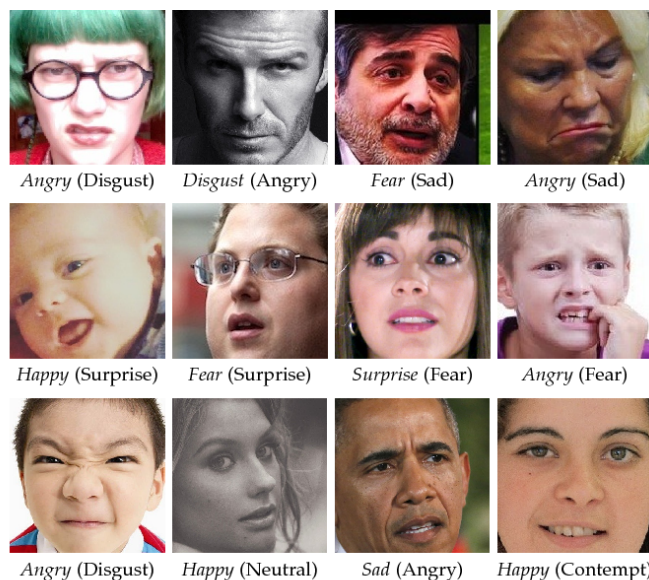 Angry (Disgust) Disgust (Angry) Fear (Sad) Angry (Sad)
Happy (Surprise) Fear (Surprise) Surprise (Fear) Angry (Fear)
Angry (Disgust) Happy (Neutral) Sad (Angry) Happy (Contempt)